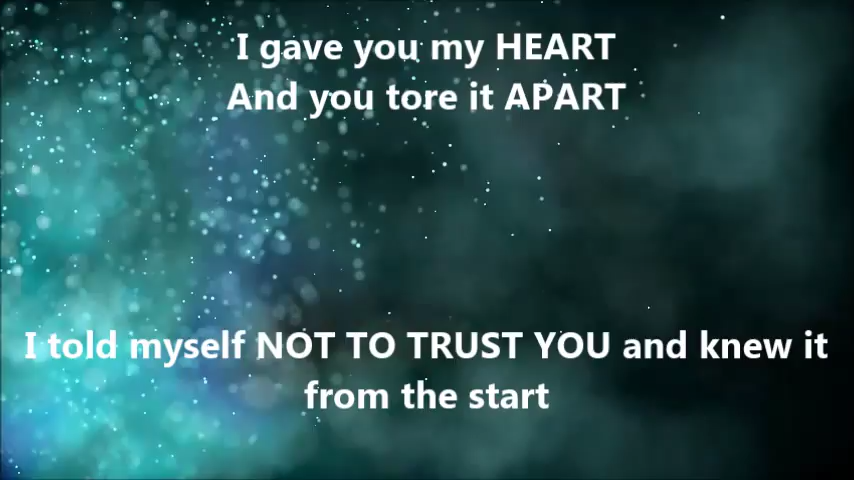 I gave you my HEART
And you tore it APART
I told myself NOT TO TRUST YOU and knew it
from the start